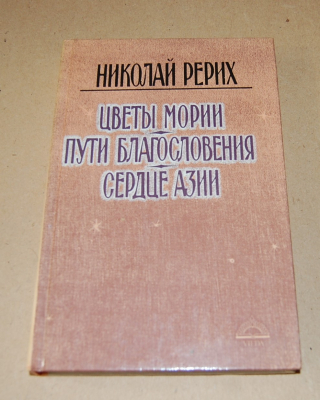 НИКОЛАЙ РЕРИХ
ЦВЕТЫ МОРИИ
ПУТИ БЛАГОСЛОВЕНИЯ
СЕРДЦЕ АЗИИ